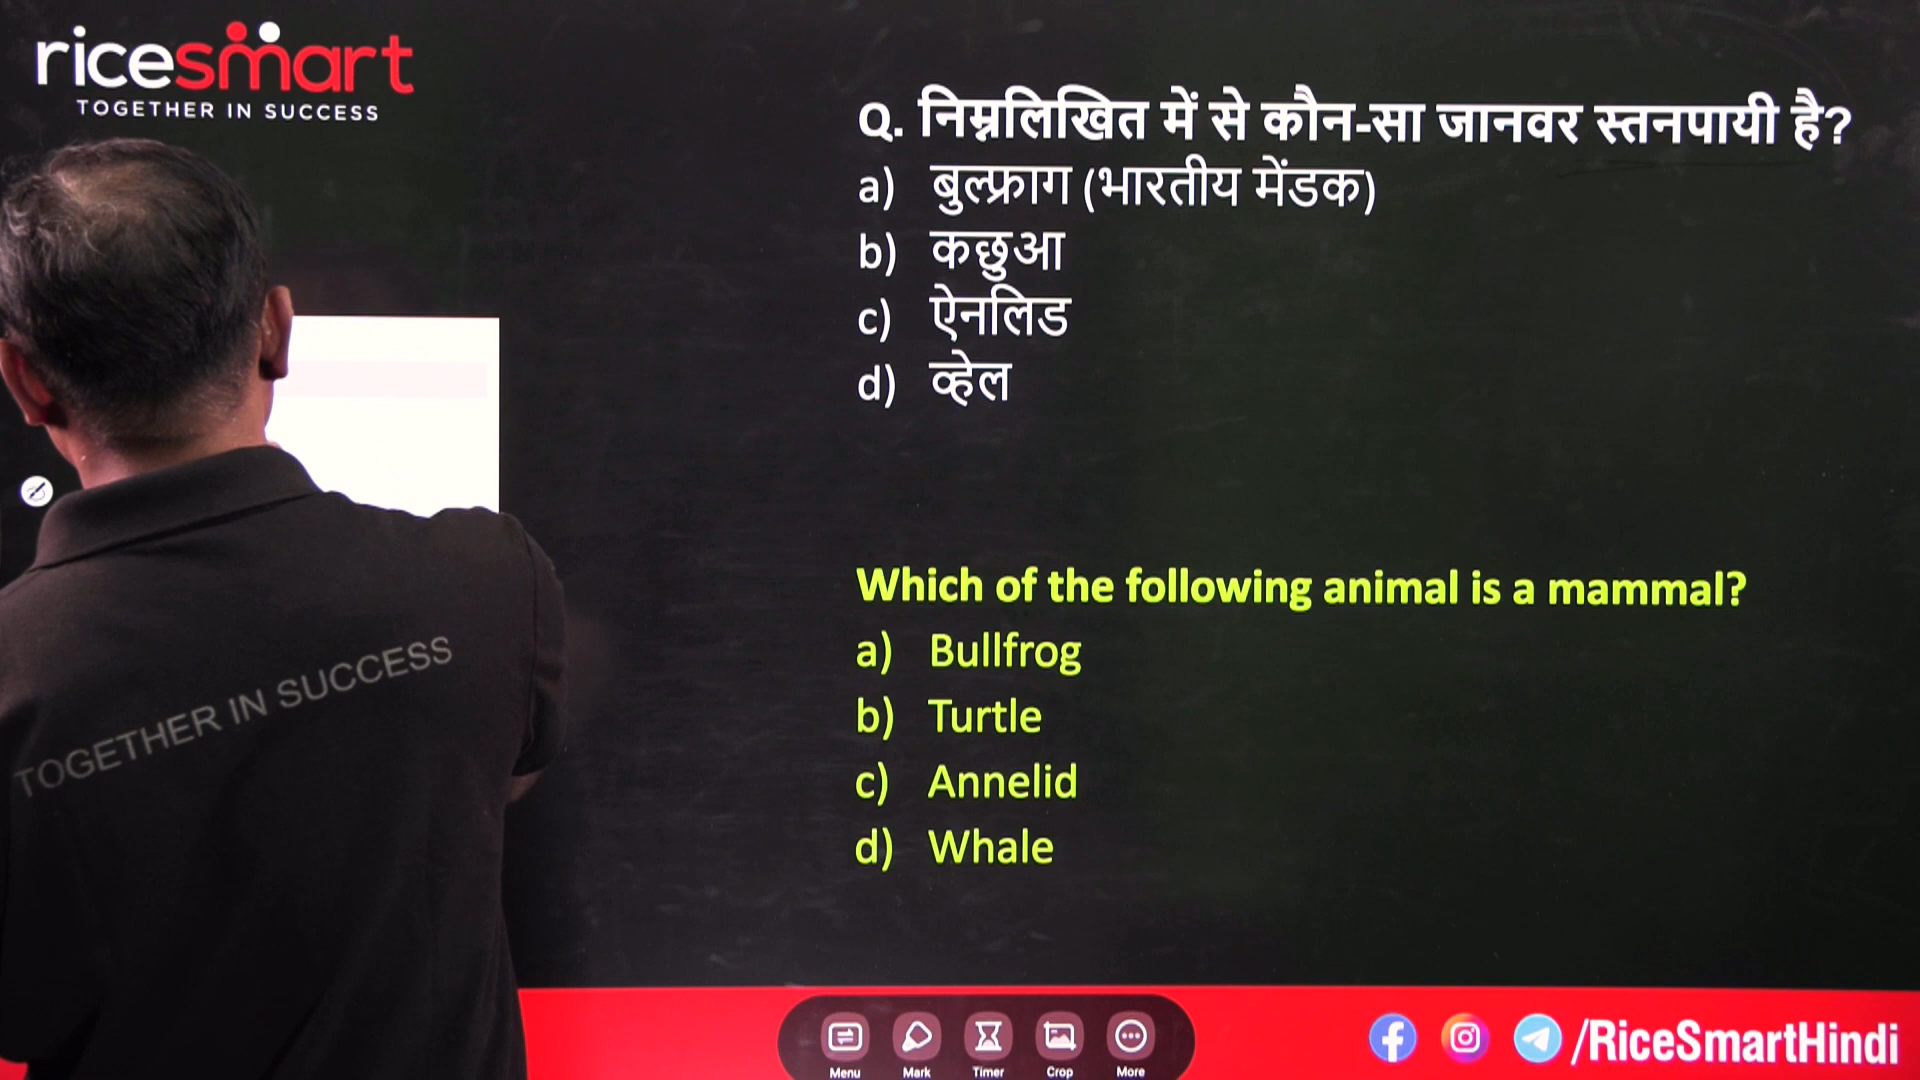 ricesmart
TOGETHER IN SUCCESS
Q. निम्नलिखित में से कौन-सा जानवर स्तनपायी है?
a) बुल्फ्राग (भारतीय मेंडक)
b) कछुआ
c) ऐनलिड
d) व्हेल
Which of the following animal is a mammal?
a) Bullfrog
b) Turtle
c) Annelid
d) Whale
TOGETHER IN SUCCESS
Menu Mark Timer Crop More
/RiceSmartHindi